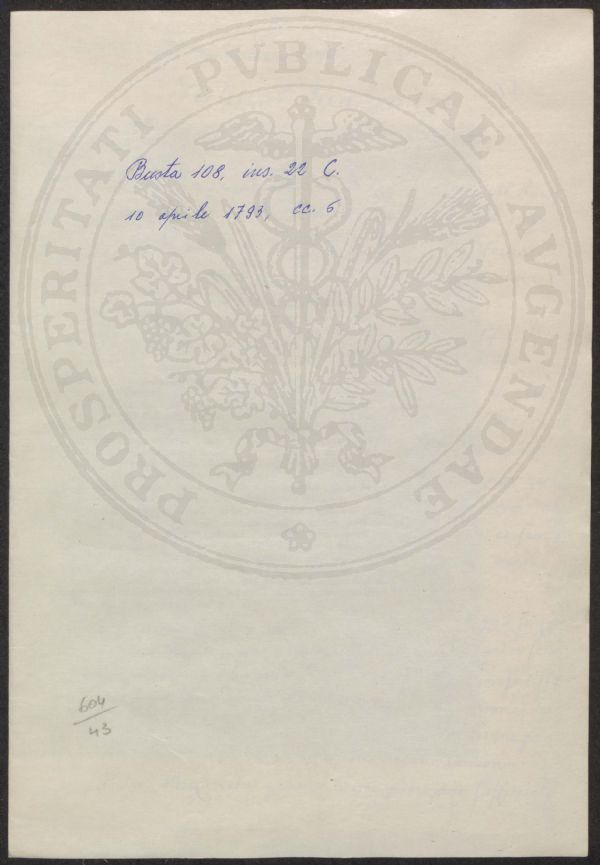 Busta 108, ins. 22 C.
10 aprile 1793, cc. 6
PROSPERITATI PVBLICAE AVGENDAE
604
43